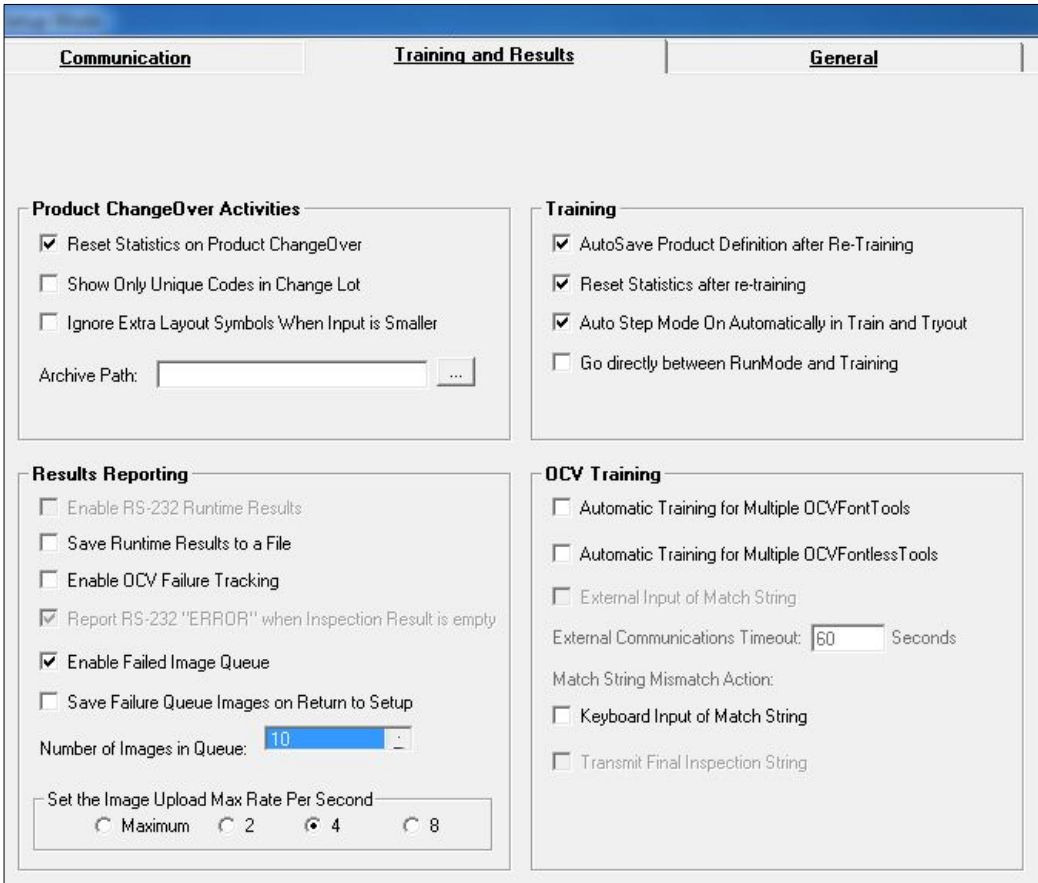 Communication
Training and Results
General
Product ChangeOver Activities
Reset Statistics on Product ChangeOver
Show Only Unique Codes in Change Lot
Ignore Extra Layout Symbols When Input is Smaller
Archive Path:
...
Training
AutoSave Product Definition after Re-Training
Reset Statistics after re-training
Auto Step Mode On Automatically in Train and Tryout
Go directly between RunMode and Training
Results Reporting
Enable RS-232 Runtime Results
Save Runtime Results to a File
Enable OCV Failure Tracking
Report RS-232 "ERROR" when Inspection Result is empty
Enable Failed Image Queue
Save Failure Queue Images on Return to Setup
Number of Images in Queue: 10
Set the Image Upload Max Rate Per Second
Maximum 2 4 8
OCV Training
Automatic Training for Multiple OCVFontTools
Automatic Training for Multiple OCVFontlessTools
External Input of Match String
External Communications Timeout: 60 Seconds
Match String Mismatch Action:
Keyboard Input of Match String
Transmit Final Inspection String